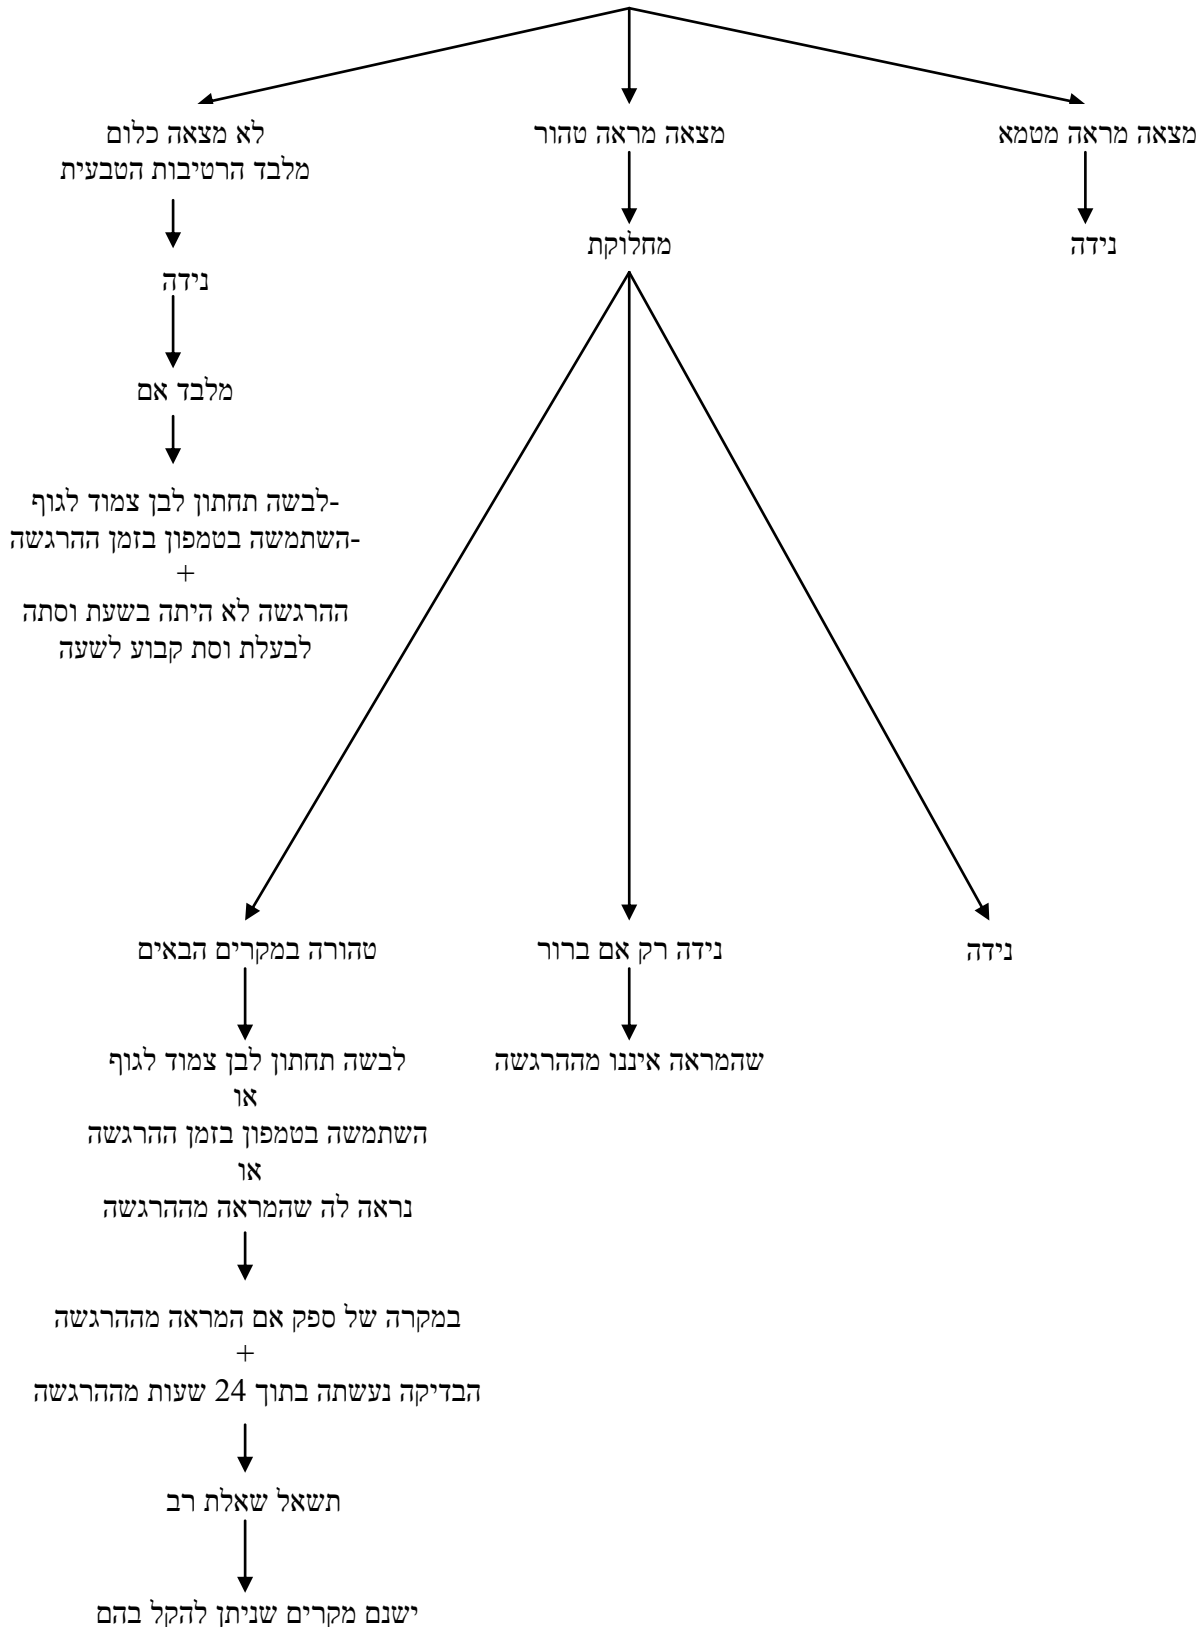 מצאה מראה מטמא
נידה
מצאה מראה טהור
מחלוקת
לא מצאה כלום
מלבד הרטיבות הטבעית
נידה
מלבד אם
-לבשה תחתון לבן צמוד לגוף
-השתמשה בטמפון בזמן ההרגשה
+
ההרגשה לא היתה בשעת וסתה
לבעלת וסת קבוע לשעה
נידה
נידה רק אם ברור
שהמראה איננו מההרגשה
טהורה במקרים הבאים
לבשה תחתון לבן צמוד לגוף
או
השתמשה בטמפון בזמן ההרגשה
או
נראה לה שהמראה מההרגשה
במקרה של ספק אם המראה מההרגשה
+
הבדיקה נעשתה בתוך 24 שעות מההרגשה
תשאל שאלת רב
ישנם מקרים שניתן להקל בהם